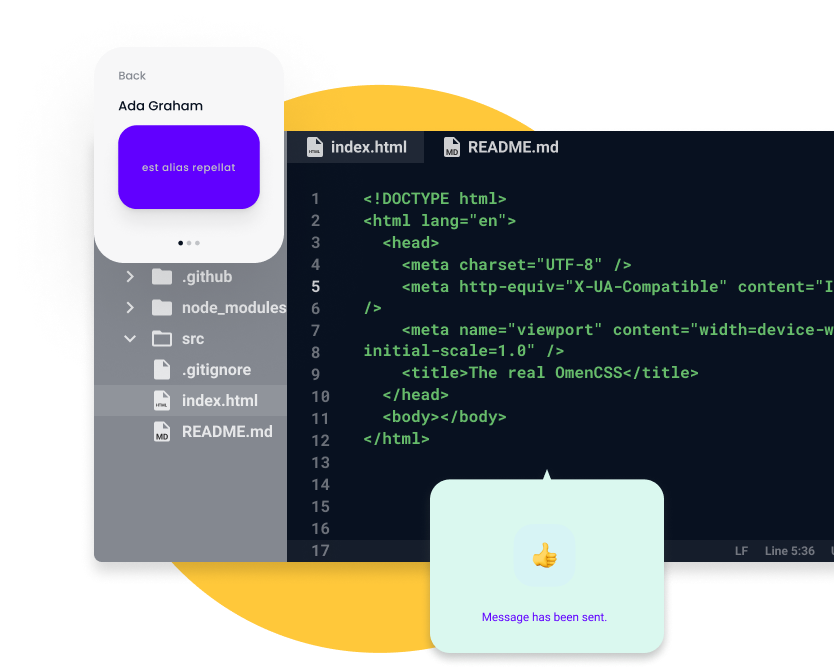 Back
Ada Graham
est alias repellat
.github
node_modules
src
.gitignore
index.html
README.md
index.html
README.md
1 <!DOCTYPE html>
2 <html lang="en">
3 <head>
4 <meta charset="UTF-8" />
5 <meta http-equiv="X-UA-Compatible" content="I
6 />
7 <meta name="viewport" content="width=device-w
8 initial-scale=1.0" />
9 <title>The real OmenCSS</title>
10 </head>
11 <body></body>
12 </html>
13
14
15
16
17
LF Line 5:36
Message has been sent.